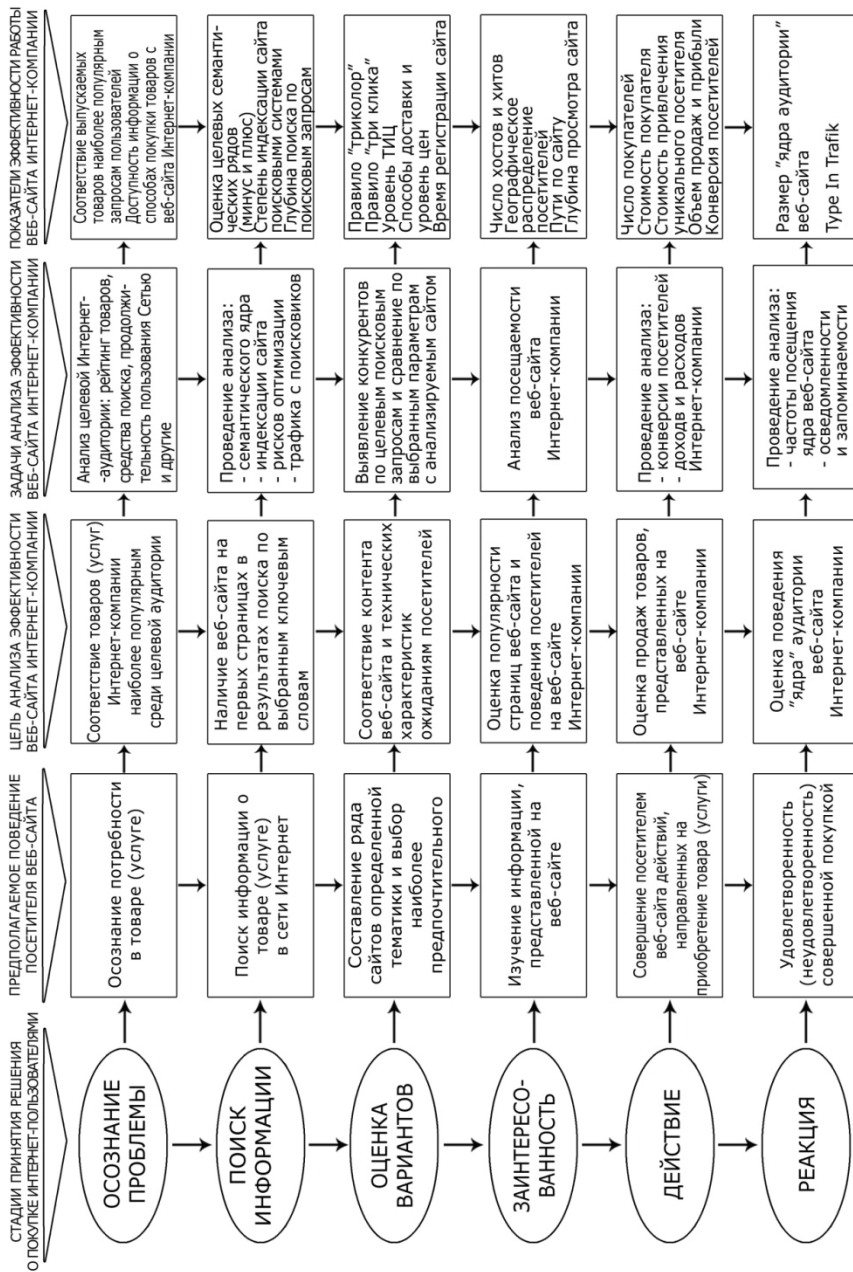 СТАДИИ ПРИНЯТИЯ РЕШЕНИЯ
О ПОКУПКЕ ИНТЕРНЕТ-ПОЛЬЗОВАТЕЛЯМИ
ПРЕДПОЛАГАЕМОЕ ПОВЕДЕНИЕ
ПОСЕТИТЕЛЯ ВЕБ-САЙТА
ЦЕЛЬ АНАЛИЗА ЭФФЕКТИВНОСТИ
ВЕБ-САЙТА ИНТЕРНЕТ-КОМПАНИИ
ЗАДАЧИ АНАЛИЗА ЭФФЕКТИВНОСТИ
ВЕБ-САЙТА ИНТЕРНЕТ-КОМПАНИИ
ПОКАЗАТЕЛИ ЭФФЕКТИВНОСТИ РАБОТЫ
ВЕБ-САЙТА ИНТЕРНЕТ-КОМПАНИИ
ОСОЗНАНИЕ
ПРОБЛЕМЫ
Осознание потребности
в товаре (услуге)
Соответствие товаров (услуг)
Интернет-компании
наиболее популярным
среди целевой аудитории
Анализ целевой Интернет-
-аудитории: рейтинг товаров,
средства поиска, продолжи-
тельность пользования Сетью
и другие
Соответствие выпускаемых
товаров наиболее популярным
запросам пользователей
Доступность информации о
способах покупки товаров с
веб-сайта Интернет-компании
ПОИСК
ИНФОРМАЦИИ
Поиск информации о
товаре (услуге)
в сети Интернет
Наличие веб-сайта на
первых страницах в
результатах поиска по
выбранным ключевым
словам
Проведение анализа:
- семантического ядра
- индексации сайта
- рисков оптимизации
- трафика с поисковиков
Оценка целевых семанти-
ческих рядов
(минус и плюс)
Степень индексации сайта
поисковыми системами
Глубина поиска по
поисковым запросам
ОЦЕНКА
ВАРИАНТОВ
Составление ряда
сайтов определенной
тематики и выбор
наиболее
предпочтительного
Соответствие контента
веб-сайта и технических
характеристик
ожиданиям посетителей
Выявление конкурентов
по целевым поисковым
запросам и сравнение по
выбранным параметрам
с анализируемым сайтом
Правило "триколор"
Правило "три клика"
Уровень ТИЦ
Способы доставки и
уровень цен
Время регистрации сайта
ЗАИНТЕРЕСО-
ВАННОСТЬ
Изучение информации,
представленной на
веб-сайте
Оценка популярности
страниц веб-сайта и
поведения посетителей
на веб-сайте
Интернет-компании
Анализ посещаемости
веб-сайта
Интернет-компании
Число хостов и хитов
Географическое
распределение
посетителей
Пути по сайту
Глубина просмотра сайта
ДЕЙСТВИЕ
Совершение посетителем
веб-сайта действий,
направленных на
приобретение товара (услуги)
Оценка продаж товаров,
представленных на
веб-сайте
Интернет-компании
Проведение анализа:
- конверсии посетителей
- доходов и расходов
Интернет-компании
Число покупателей
Стоимость покупателя
Стоимость привлечения
уникального посетителя
Объем продаж и прибыли
Конверсия посетителей
РЕАКЦИЯ
Удовлетворенность
(неудовлетворенность)
совершенной покупкой
Оценка поведения
"ядра" аудитории
веб-сайта
Интернет-компании
Проведение анализа:
- частоты посещения
ядра веб-сайта
- осведомленности
и запоминаемости
Размер "ядра аудитории"
веб-сайта
Type In Trafik